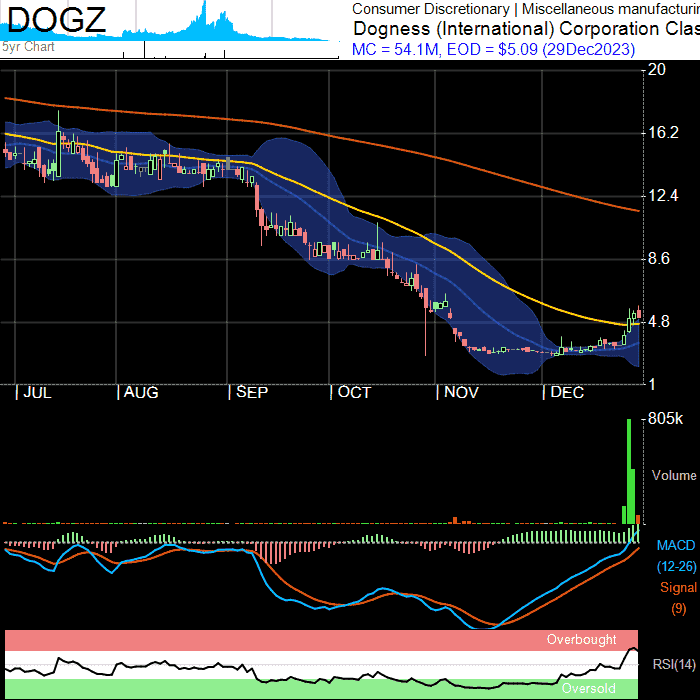 DOGZ
5yr Chart
Consumer Discretionary | Miscellaneous manufacturin
Dogness (International) Corporation Clas
MC = 54.1M, EOD = $5.09 (29Dec2023)
20
16.2
12.4
8.6
4.8
1
JUL AUG SEP OCT NOV DEC
805k
Volume
MACD
(12-26)
Signal
(9)
Overbought
RSI(14)
Oversold